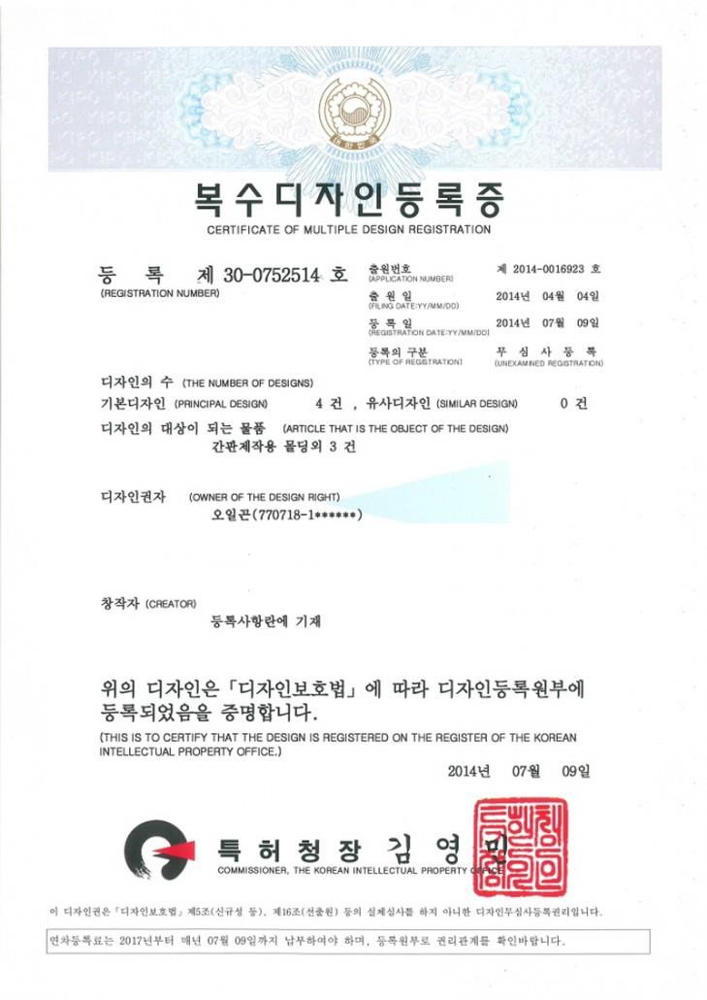 대한민국
복수디자인등록증
CERTIFICATE OF MULTIPLE DESIGN REGISTRATION
등 록 제 30-0752514 호
(REGISTRATION NUMBER)
출원번호 제 2014-0016923 호
(APPLICATION NUMBER)
출 원 일 2014년 04월 04일
(FILING DATE:YY/MM/DD)
등 록 일 2014년 07월 09일
(REGISTRATION DATE:YY/MM/DD)
등록의 구분 무 심 사 등 록
(TYPE OF REGISTRATION) (UNEXAMINED REGISTRATION)
디자인의 수 (THE NUMBER OF DESIGNS)
기본디자인 (PRINCIPAL DESIGN) 4 건 , 유사디자인 (SIMILAR DESIGN) 0 건
디자인의 대상이 되는 물품 (ARTICLE THAT IS THE OBJECT OF THE DESIGN)
간판제작용 몰딩외 3 건
디자인권자 (OWNER OF THE DESIGN RIGHT)
오일곤(770718-1******)
창작자 (CREATOR)
등록사항란에 기재
위의 디자인은 「디자인보호법」에 따라 디자인등록원부에
등록되었음을 증명합니다.
(THIS IS TO CERTIFY THAT THE DESIGN IS REGISTERED ON THE REGISTER OF THE KOREAN
INTELLECTUAL PROPERTY OFFICE.)
2014년 07월 09일
특허청장 김영민
COMMISSIONER, THE KOREAN INTELLECTUAL PROPERTY OFFICE
이 디자인권은 「디자인보호법」 제5조(신규성 등), 제16조(선출원) 등의 실체심사를 하지 아니한 디자인무심사등록권리입니다.
연차등록료는 2017년부터 매년 07월 09일까지 납부하여야 하며, 등록원부로 권리관계를 확인바랍니다.